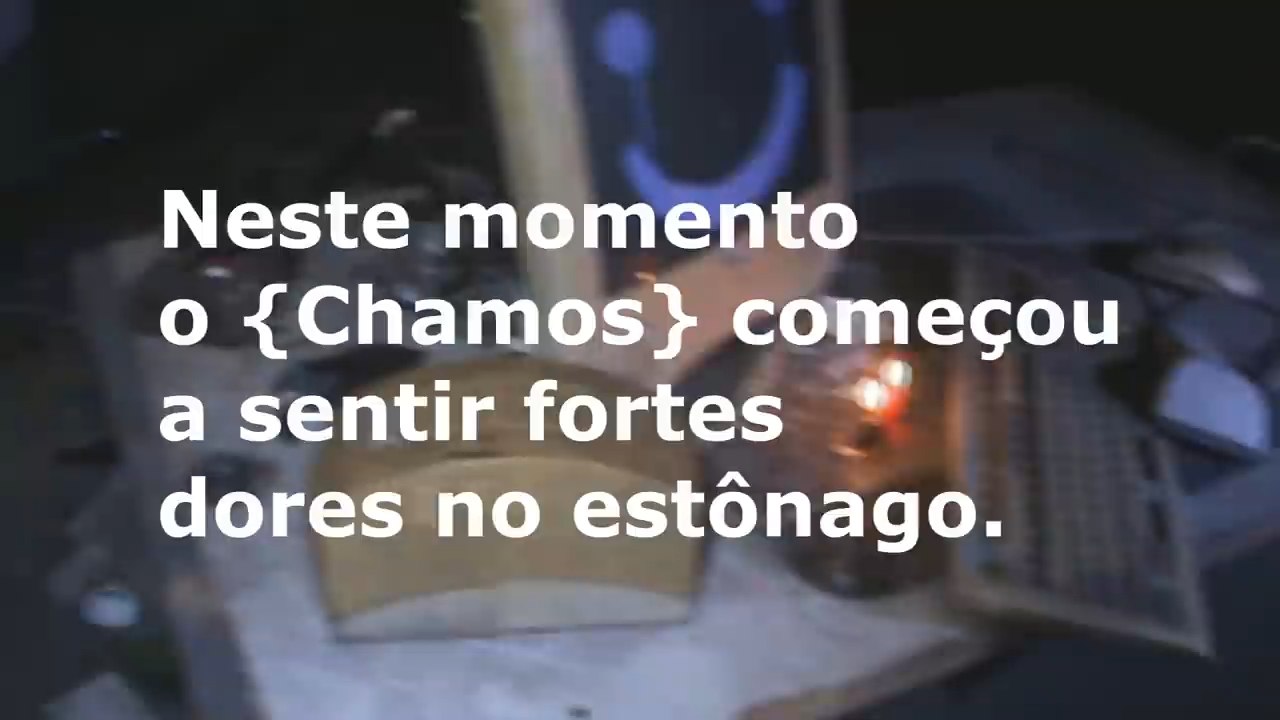 Neste momento
o {Chamos} começou
a sentir fortes
dores no estônago.